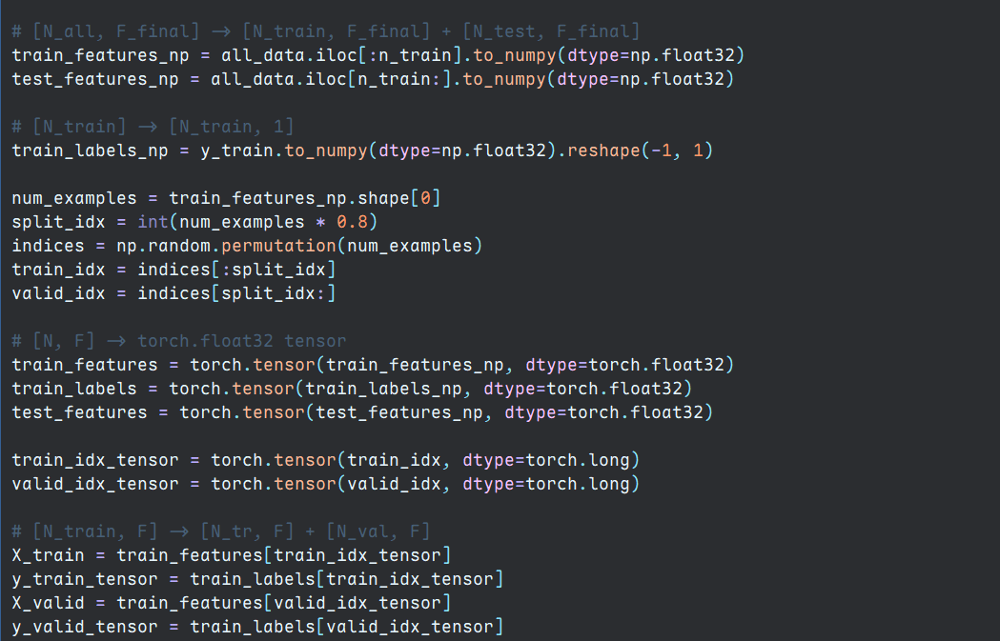 # [N_all, F_final] -> [N_train, F_final] + [N_test, F_final]
train_features_np = all_data.iloc[:n_train].to_numpy(dtype=np.float32)
test_features_np = all_data.iloc[n_train:].to_numpy(dtype=np.float32)
# [N_train] -> [N_train, 1]
train_labels_np = y_train.to_numpy(dtype=np.float32).reshape(-1, 1)
num_examples = train_features_np.shape[0]
split_idx = int(num_examples * 0.8)
indices = np.random.permutation(num_examples)
train_idx = indices[:split_idx]
valid_idx = indices[split_idx:]
# [N, F] -> torch.float32 tensor
train_features = torch.tensor(train_features_np, dtype=torch.float32)
train_labels = torch.tensor(train_labels_np, dtype=torch.float32)
test_features = torch.tensor(test_features_np, dtype=torch.float32)
train_idx_tensor = torch.tensor(train_idx, dtype=torch.long)
valid_idx_tensor = torch.tensor(valid_idx, dtype=torch.long)
# [N_train, F] -> [N_tr, F] + [N_val, F]
X_train = train_features[train_idx_tensor]
y_train_tensor = train_labels[train_idx_tensor]
X_valid = train_features[valid_idx_tensor]
y_valid_tensor = train_labels[valid_idx_tensor]